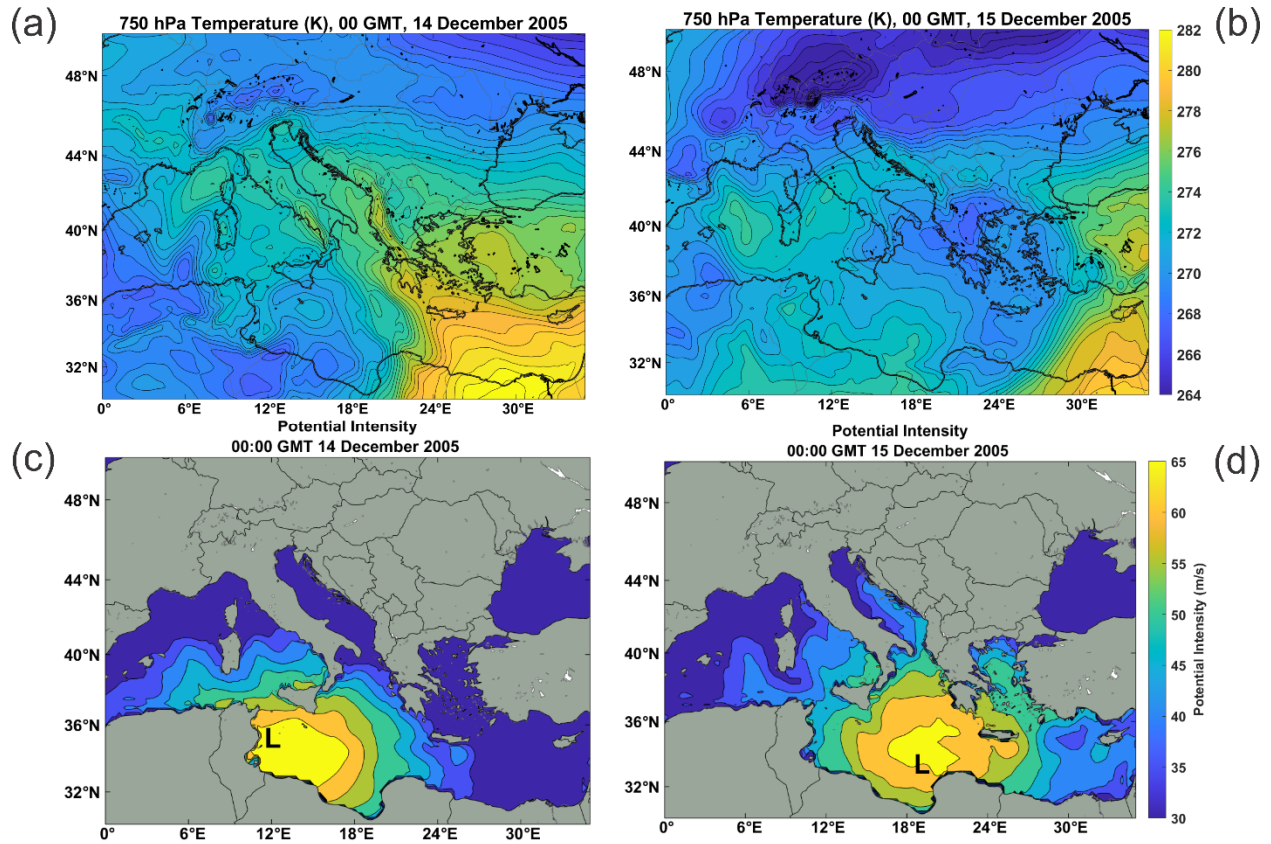 (a)
750 hPa Temperature (K), 00 GMT, 14 December 2005
48°N
44°N
40°N
36°N
32°N
0°
6°E
12°E
18°E
24°E
30°E
750 hPa Temperature (K), 00 GMT, 15 December 2005
(b)
48°N
44°N
40°N
36°N
32°N
0°
6°E
12°E
18°E
24°E
30°E
282
280
278
276
274
272
270
268
266
264
(c)
Potential Intensity
00:00 GMT 14 December 2005
48°N
44°N
40°N
36°N
32°N
L
0°
6°E
12°E
18°E
24°E
30°E
Potential Intensity
00:00 GMT 15 December 2005
(d)
48°N
44°N
40°N
36°N
32°N
L
0°
6°E
12°E
18°E
24°E
30°E
65
60
55
50
45
40
35
30
Potential Intensity (m/s)